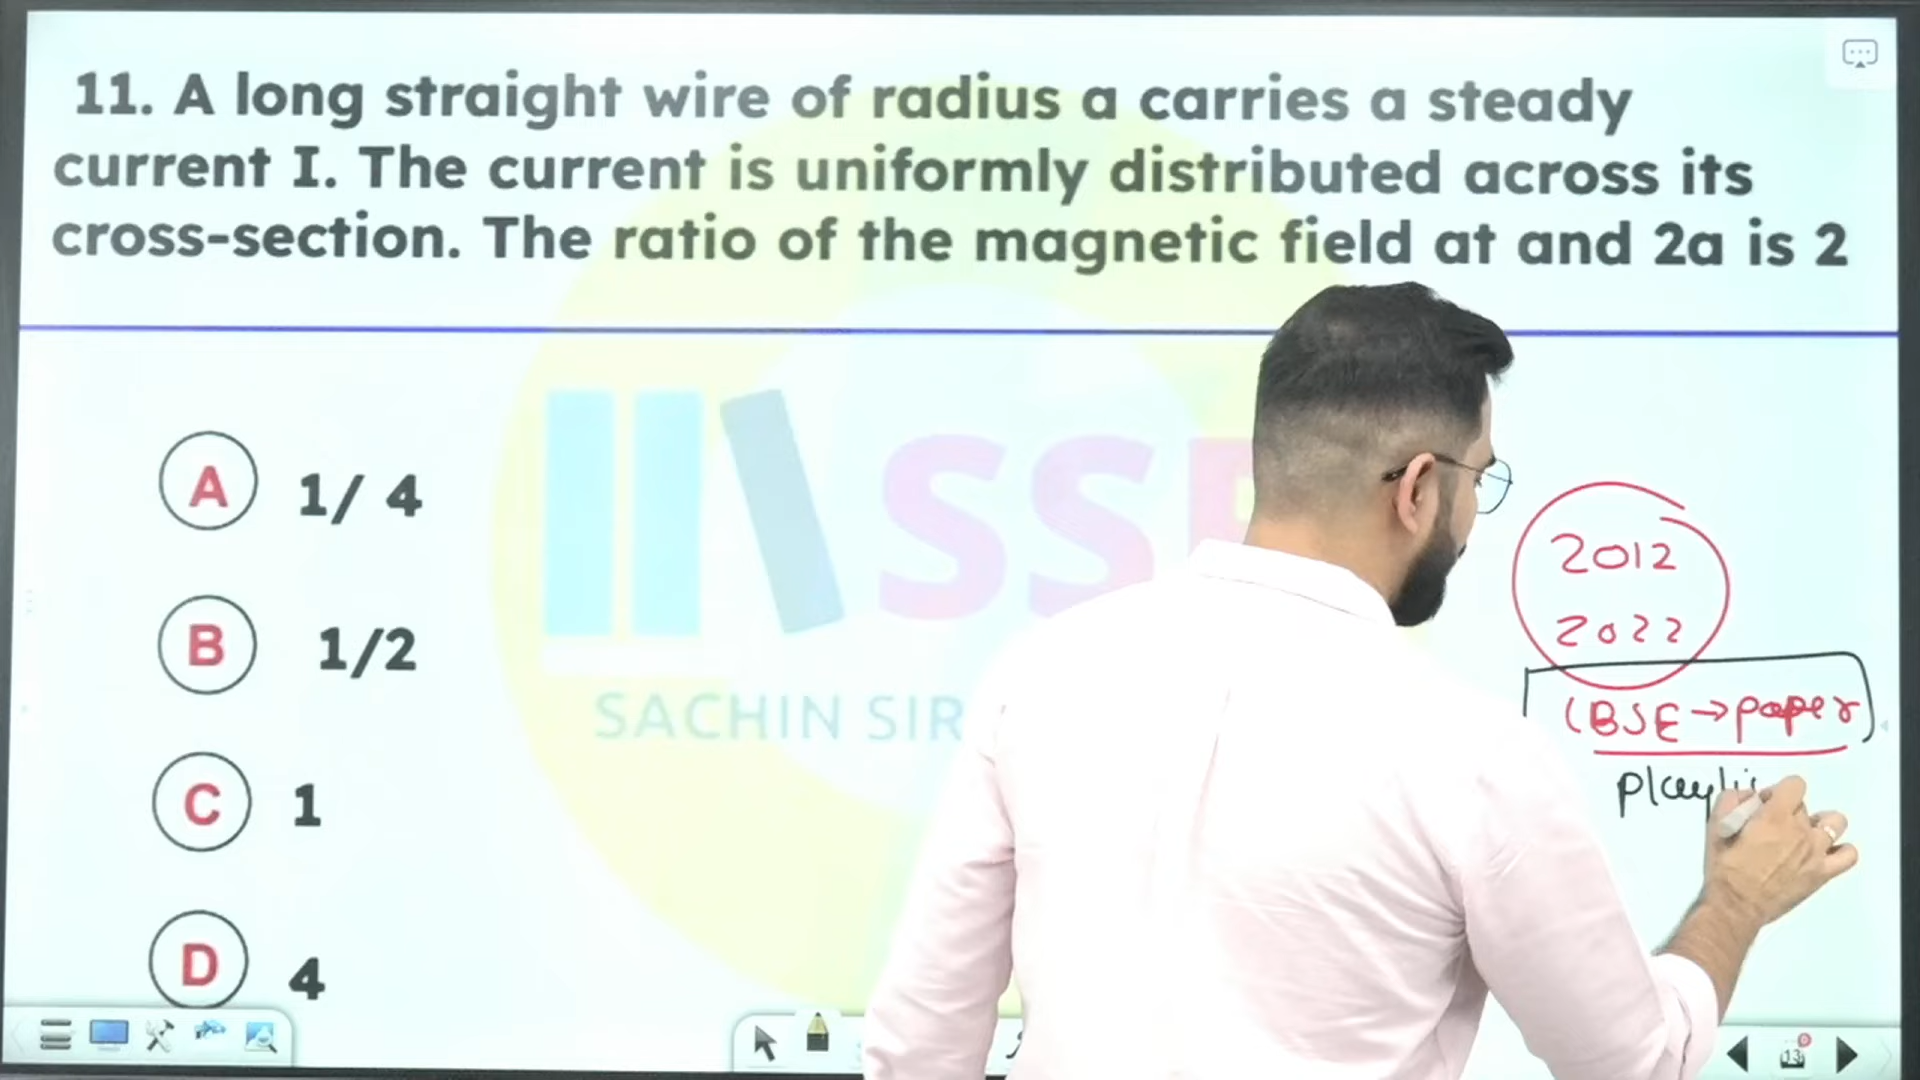 11. A long straight wire of radius a carries a steady
current I. The current is uniformly distributed across its
cross-section. The ratio of the magnetic field at and 2a is 2
A 1/ 4
B 1/2
C 1
D 4
SS
SACHIN SIR
2012
2022
CBSE→paper
13